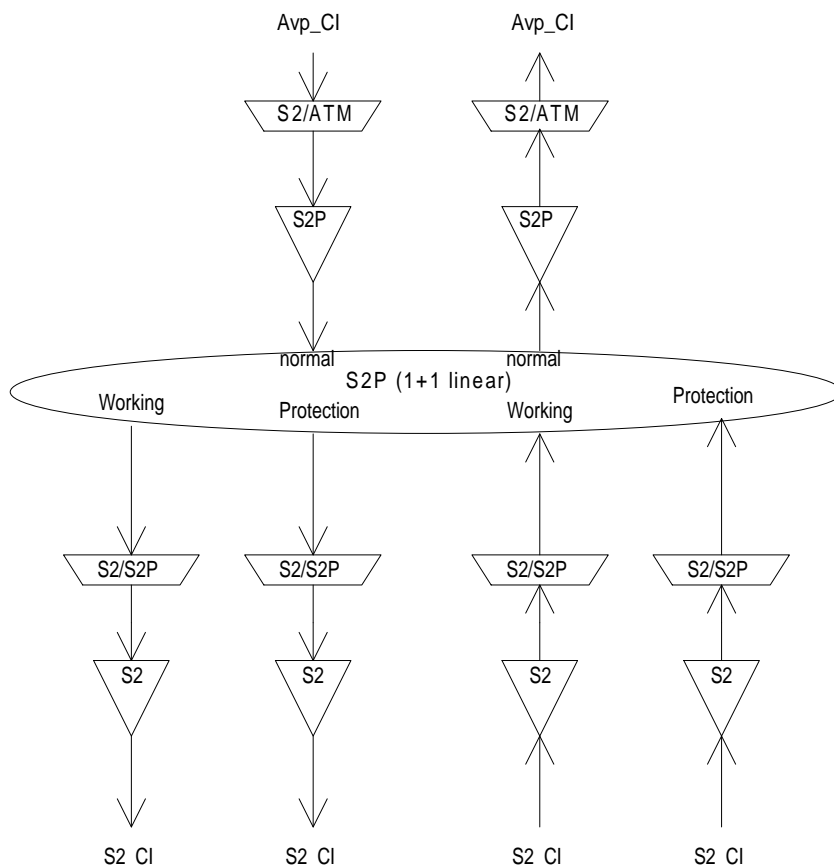 Avp_CI Avp_CI
S2/ATM S2/ATM
S2P S2P
normal normal
S2P (1+1 linear)
Working Protection Working Protection
S2/S2P S2/S2P S2/S2P S2/S2P
S2 S2 S2 S2
S2_CI S2_CI S2_CI S2_CI